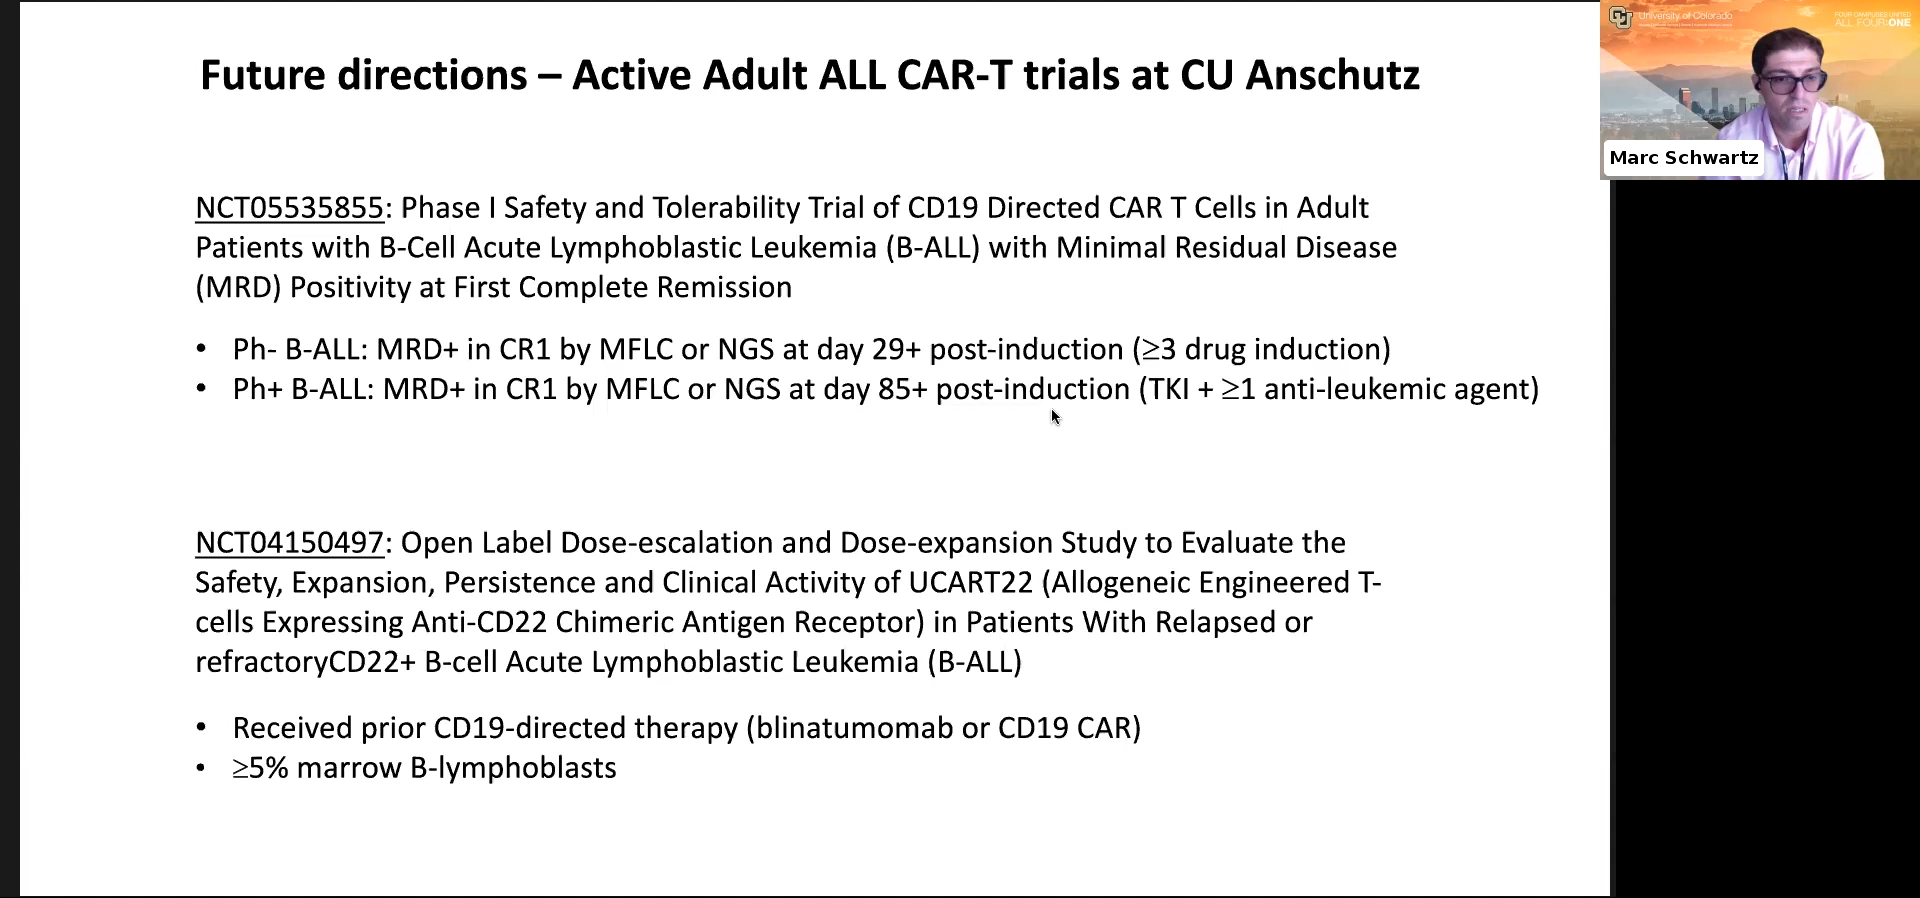 Future directions – Active Adult ALL CAR-T trials at CU Anschutz
University of Colorado
FOUR CAMPUSES UNITED
ALL FOUR:ONE
Marc Schwartz
NCT05535855: Phase I Safety and Tolerability Trial of CD19 Directed CAR T Cells in Adult
Patients with B-Cell Acute Lymphoblastic Leukemia (B-ALL) with Minimal Residual Disease
(MRD) Positivity at First Complete Remission
• Ph- B-ALL: MRD+ in CR1 by MFLC or NGS at day 29+ post-induction (≥3 drug induction)
• Ph+ B-ALL: MRD+ in CR1 by MFLC or NGS at day 85+ post-induction (TKI + ≥1 anti-leukemic agent)
NCT04150497: Open Label Dose-escalation and Dose-expansion Study to Evaluate the
Safety, Expansion, Persistence and Clinical Activity of UCART22 (Allogeneic Engineered T-
cells Expressing Anti-CD22 Chimeric Antigen Receptor) in Patients With Relapsed or
refractoryCD22+ B-cell Acute Lymphoblastic Leukemia (B-ALL)
• Received prior CD19-directed therapy (blinatumomab or CD19 CAR)
• ≥5% marrow B-lymphoblasts